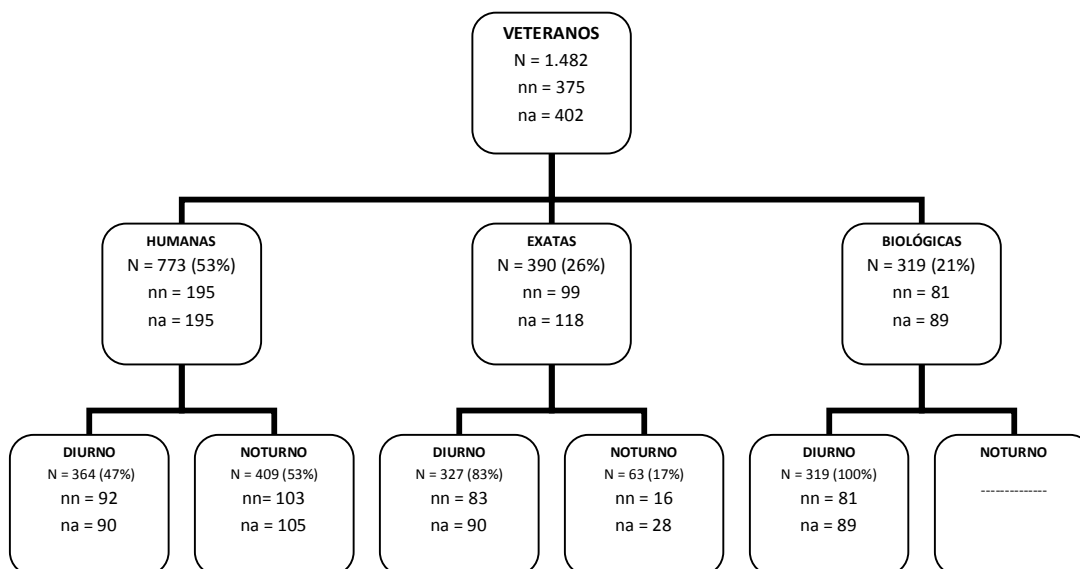 VETERANOS
N = 1.482
nn = 375
na = 402
HUMANAS
N = 773 (53%)
nn = 195
na = 195
EXATAS
N = 390 (26%)
nn = 99
na = 118
BIOLÓGICAS
N = 319 (21%)
nn = 81
na = 89
DIURNO
N = 364 (47%)
nn = 92
na = 90
NOTURNO
N = 409 (53%)
nn= 103
na = 105
DIURNO
N = 327 (83%)
nn = 83
na = 90
NOTURNO
N = 63 (17%)
nn = 16
na = 28
DIURNO
N = 319 (100%)
nn = 81
na = 89
NOTURNO
--------------